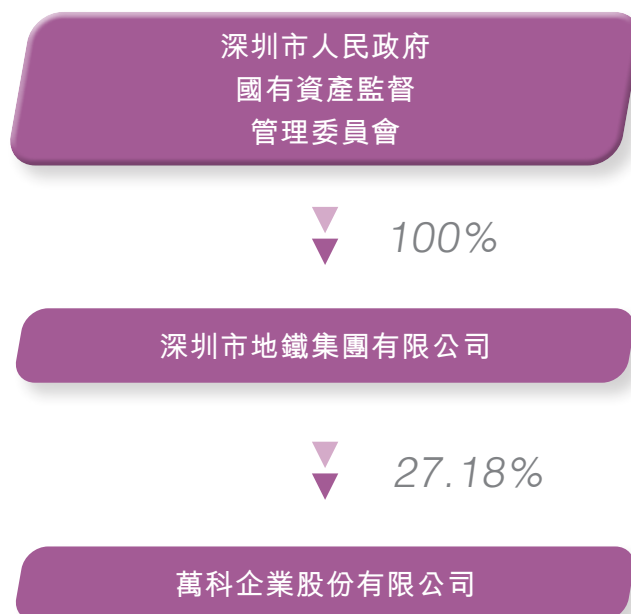 深圳市人民政府
國有資產監督
管理委員會
100%
深圳市地鐵集團有限公司
27.18%
萬科企業股份有限公司